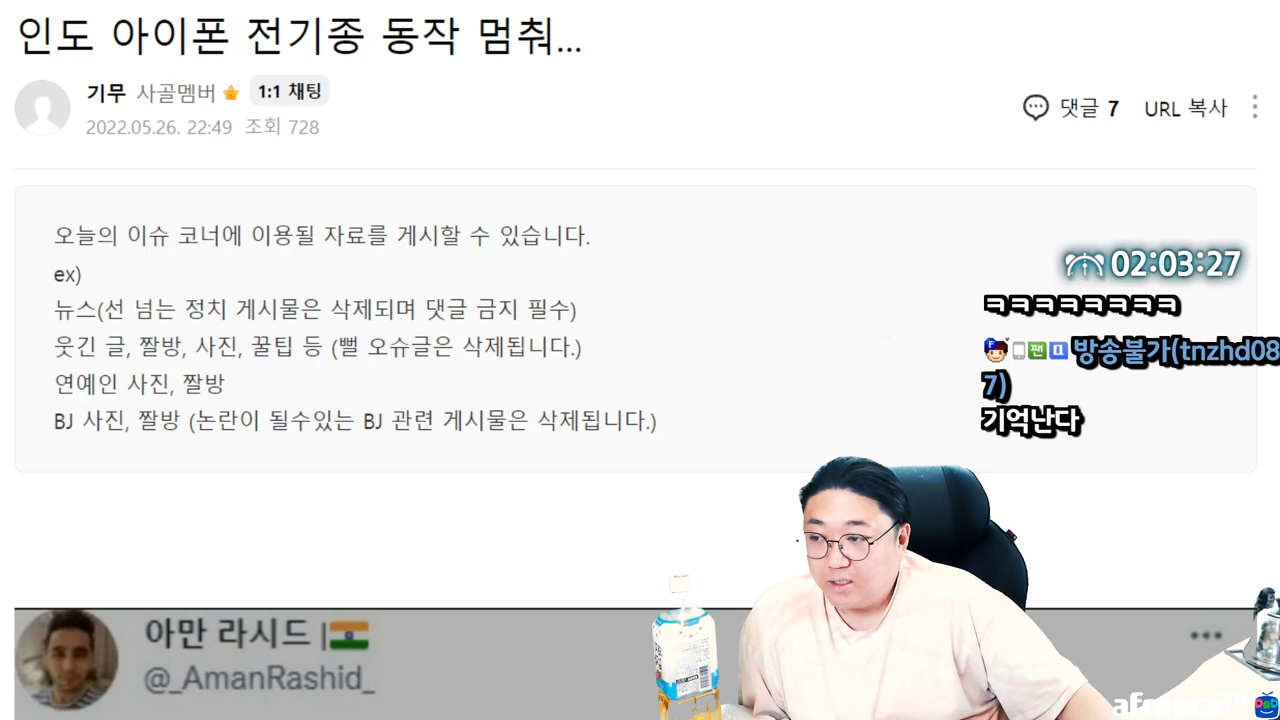 인도 아이폰 전기종 동작 멈춰...
기무 사골멤버 1:1 채팅
2022.05.26. 22:49 조회 728
댓글 7 URL 복사
오늘의 이슈 코너에 이용될 자료를 게시할 수 있습니다.
ex)
뉴스(선 넘는 정치 게시물은 삭제되며 댓글 금지 필수)
웃긴 글, 짤방, 사진, 꿀팁 등 (뻘 오슈글은 삭제됩니다.)
연예인 사진, 짤방
BJ 사진, 짤방 (논란이 될수있는 BJ 관련 게시물은 삭제됩니다.)
02:03:27
ㅋㅋㅋㅋㅋㅋㅋㅋ
F 팬 방송불가(tnzhd08
7)
기억난다
아만 라시드 |
@_AmanRashid_
afreecaTV